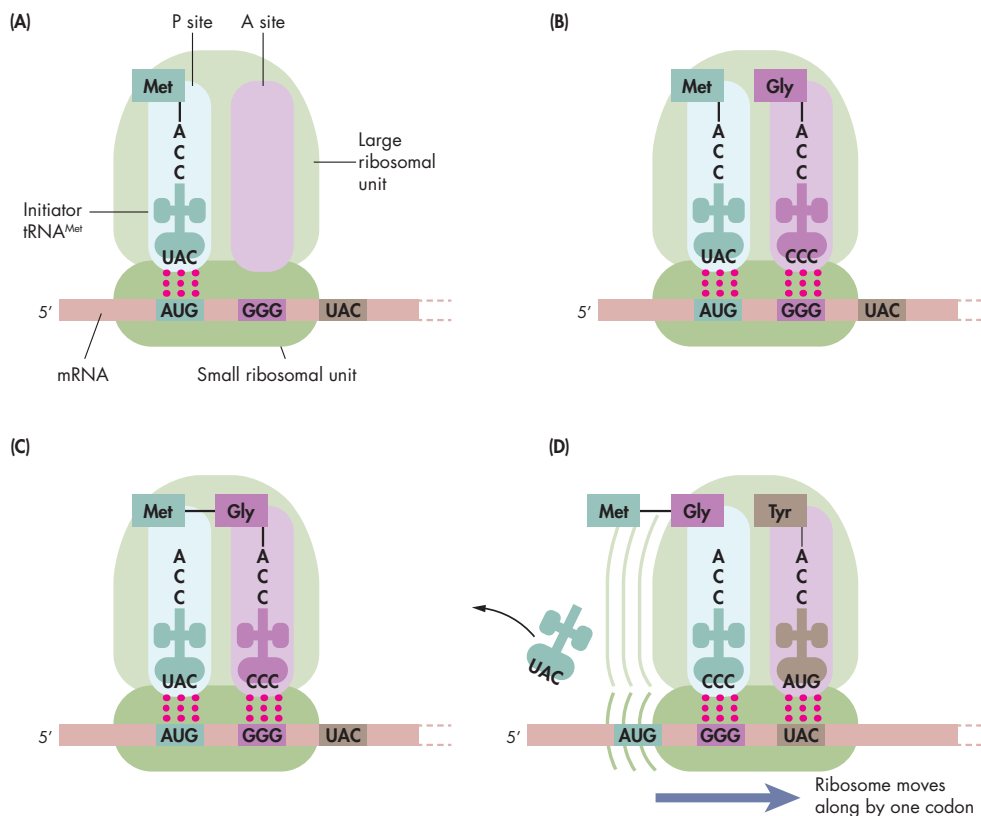 (A)
P site
A site
Met
A
C
C
Large
ribosomal
unit
Initiator
tRNAMet
UAC
5’
AUG
GGG
UAC
mRNA
Small ribosomal unit
(B)
Met
Gly
A
C
C
A
C
C
UAC
CCC
5’
AUG
GGG
UAC
(C)
Met
Gly
A
C
C
A
C
C
UAC
CCC
5’
AUG
GGG
UAC
(D)
Met
Gly
Tyr
A
C
C
A
C
C
UAC
CCC
AUG
5’
AUG
GGG
UAC
Ribosome moves
along by one codon